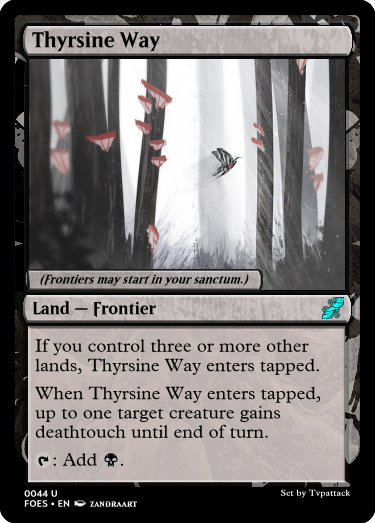 Thyrsine Way
(Frontiers may start in your sanctum.)
Land — Frontier
If you control three or more other
lands, Thyrsine Way enters tapped.
When Thyrsine Way enters tapped,
up to one target creature gains
deathtouch until end of turn.
: Add .
0044 U
FOES • EN ZANDRAART
Set by Tvpattack